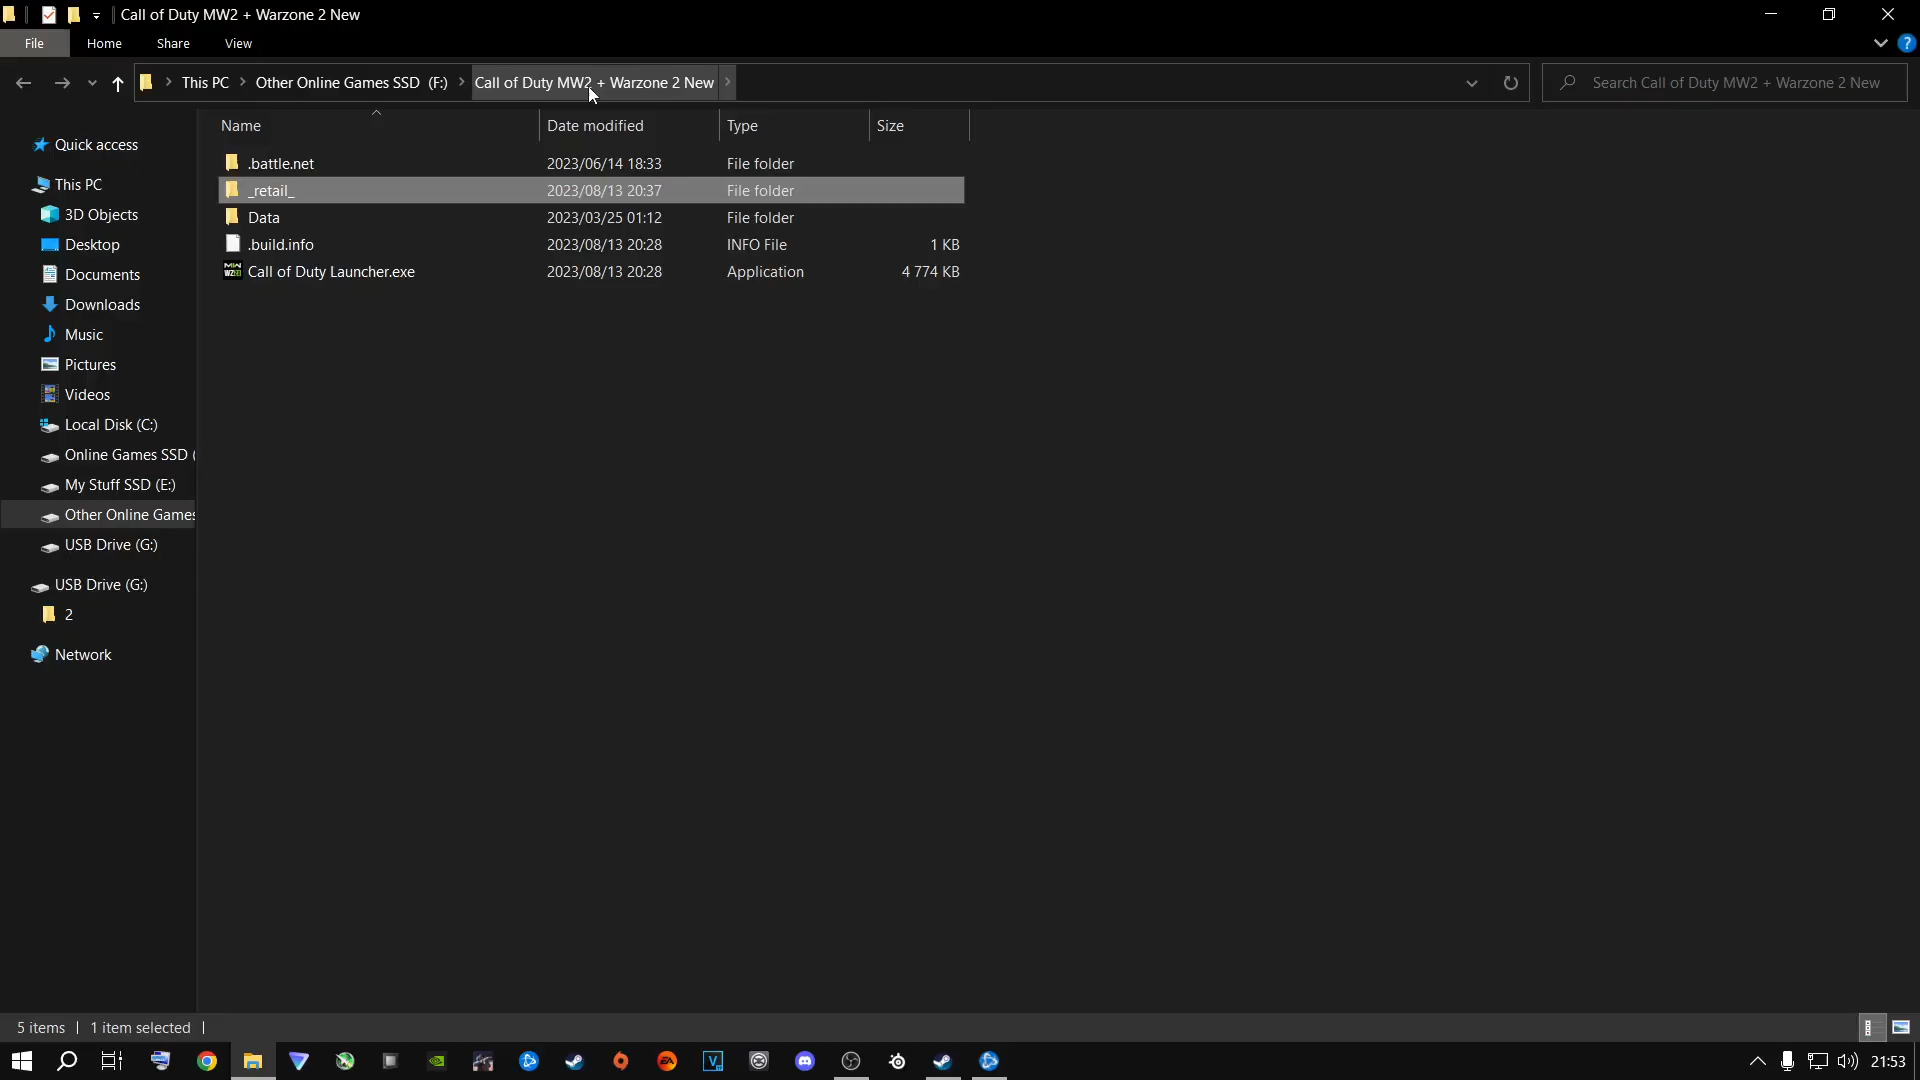 Call of Duty MW2 + Warzone 2 New
File Home Share View
This PC Other Online Games SSD (F:) Call of Duty MW2 + Warzone 2 New Search Call of Duty MW2 + Warzone 2 New
Name Date modified Type Size
.battle.net 2023/06/14 18:33 File folder
_retail_ 2023/08/13 20:37 File folder
Data 2023/03/25 01:12 File folder
.build.info 2023/08/13 20:28 INFO File 1 KB
Call of Duty Launcher.exe 2023/08/13 20:28 Application 4 774 KB
Quick access
This PC
3D Objects
Desktop
Documents
Downloads
Music
Pictures
Videos
Local Disk (C:)
Online Games SSD (
My Stuff SSD (E:)
Other Online Games
USB Drive (G:)
USB Drive (G:)
2
Network
5 items 1 item selected
21:53